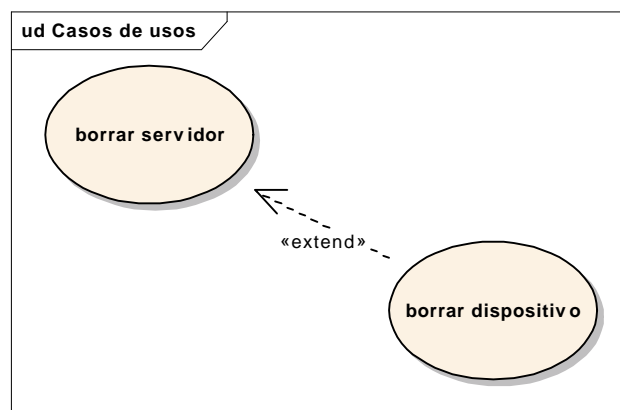 ud Casos de usos
borrar servidor
«extend»
borrar dispositivo